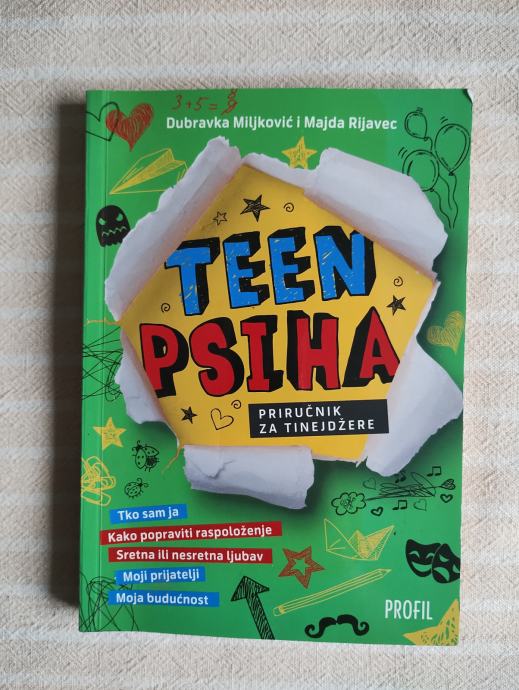 3+5=8
Dubravka Miljković i Majda Rijavec
TEEN
PSIHA
PRIRUČNIK
ZA TINEJDŽERE
Tko sam ja
Kako popraviti raspoloženje
Sretna ili nesretna ljubav
Moji prijatelji
Moja budućnost
PROFIL